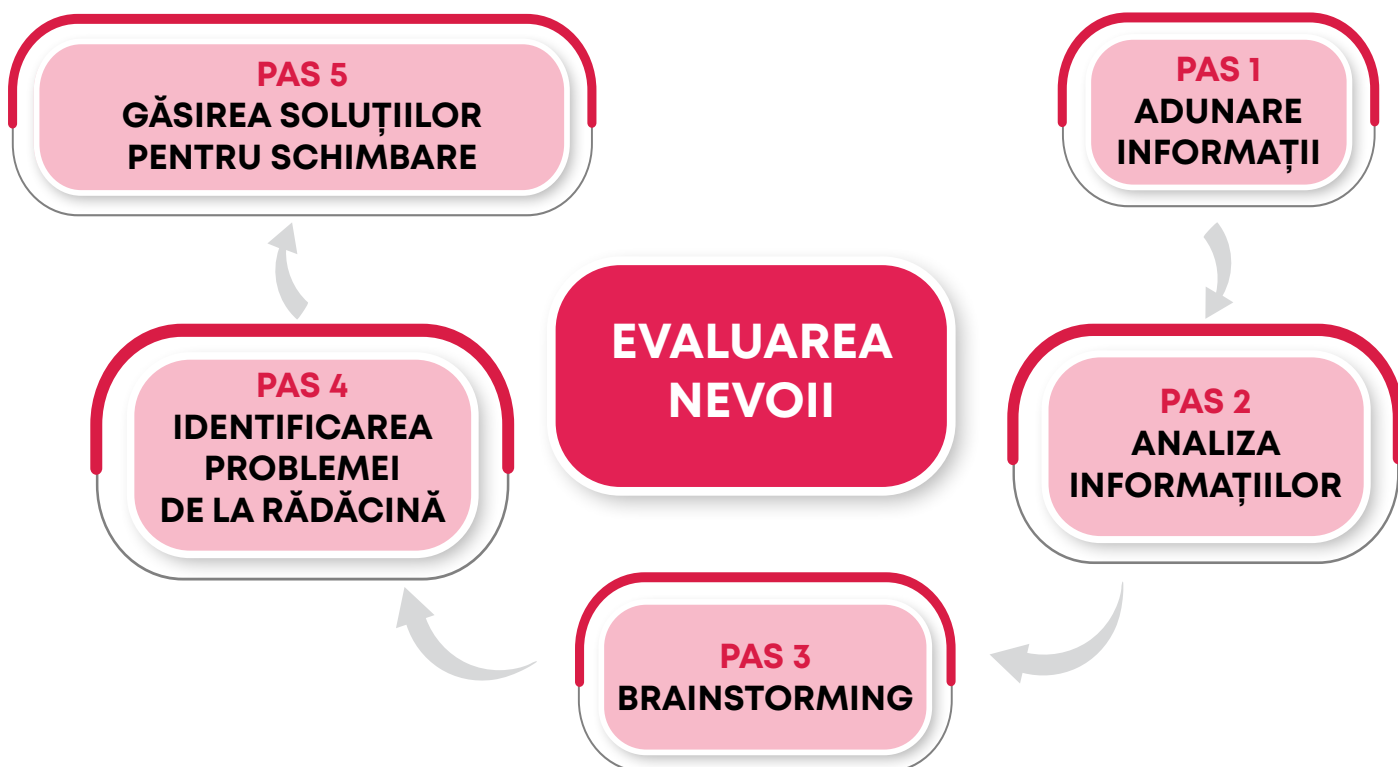 PAS 1
ADUNARE
INFORMAȚII
PAS 2
ANALIZA
INFORMAȚIILOR
PAS 3
BRAINSTORMING
PAS 4
IDENTIFICAREA
PROBLEMEI
DE LA RĂDĂCINĂ
PAS 5
GĂSIREA SOLUȚIILOR
PENTRU SCHIMBARE
EVALUAREA
NEVOII